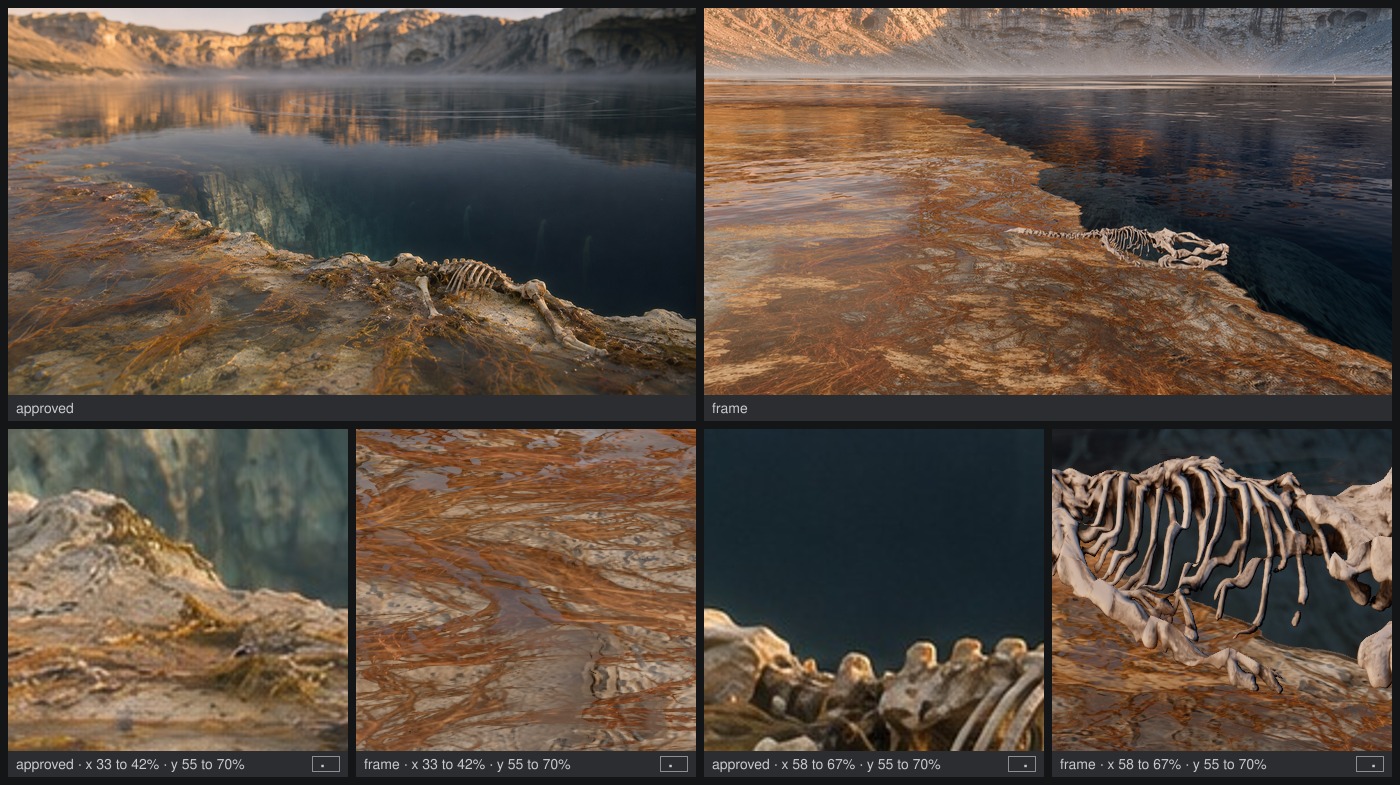 approved
frame
approved · x 33 to 42% · y 55 to 70%
frame · x 33 to 42% · y 55 to 70%
approved · x 58 to 67% · y 55 to 70%
frame · x 58 to 67% · y 55 to 70%